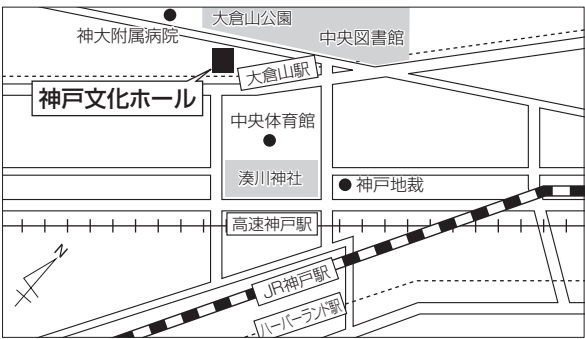 大倉山公園
神大附属病院
中央図書館
大倉山駅
神戸文化ホール
中央体育館
湊川神社
神戸地裁
高速神戸駅
N
JR神戸駅
ハーバーランド駅